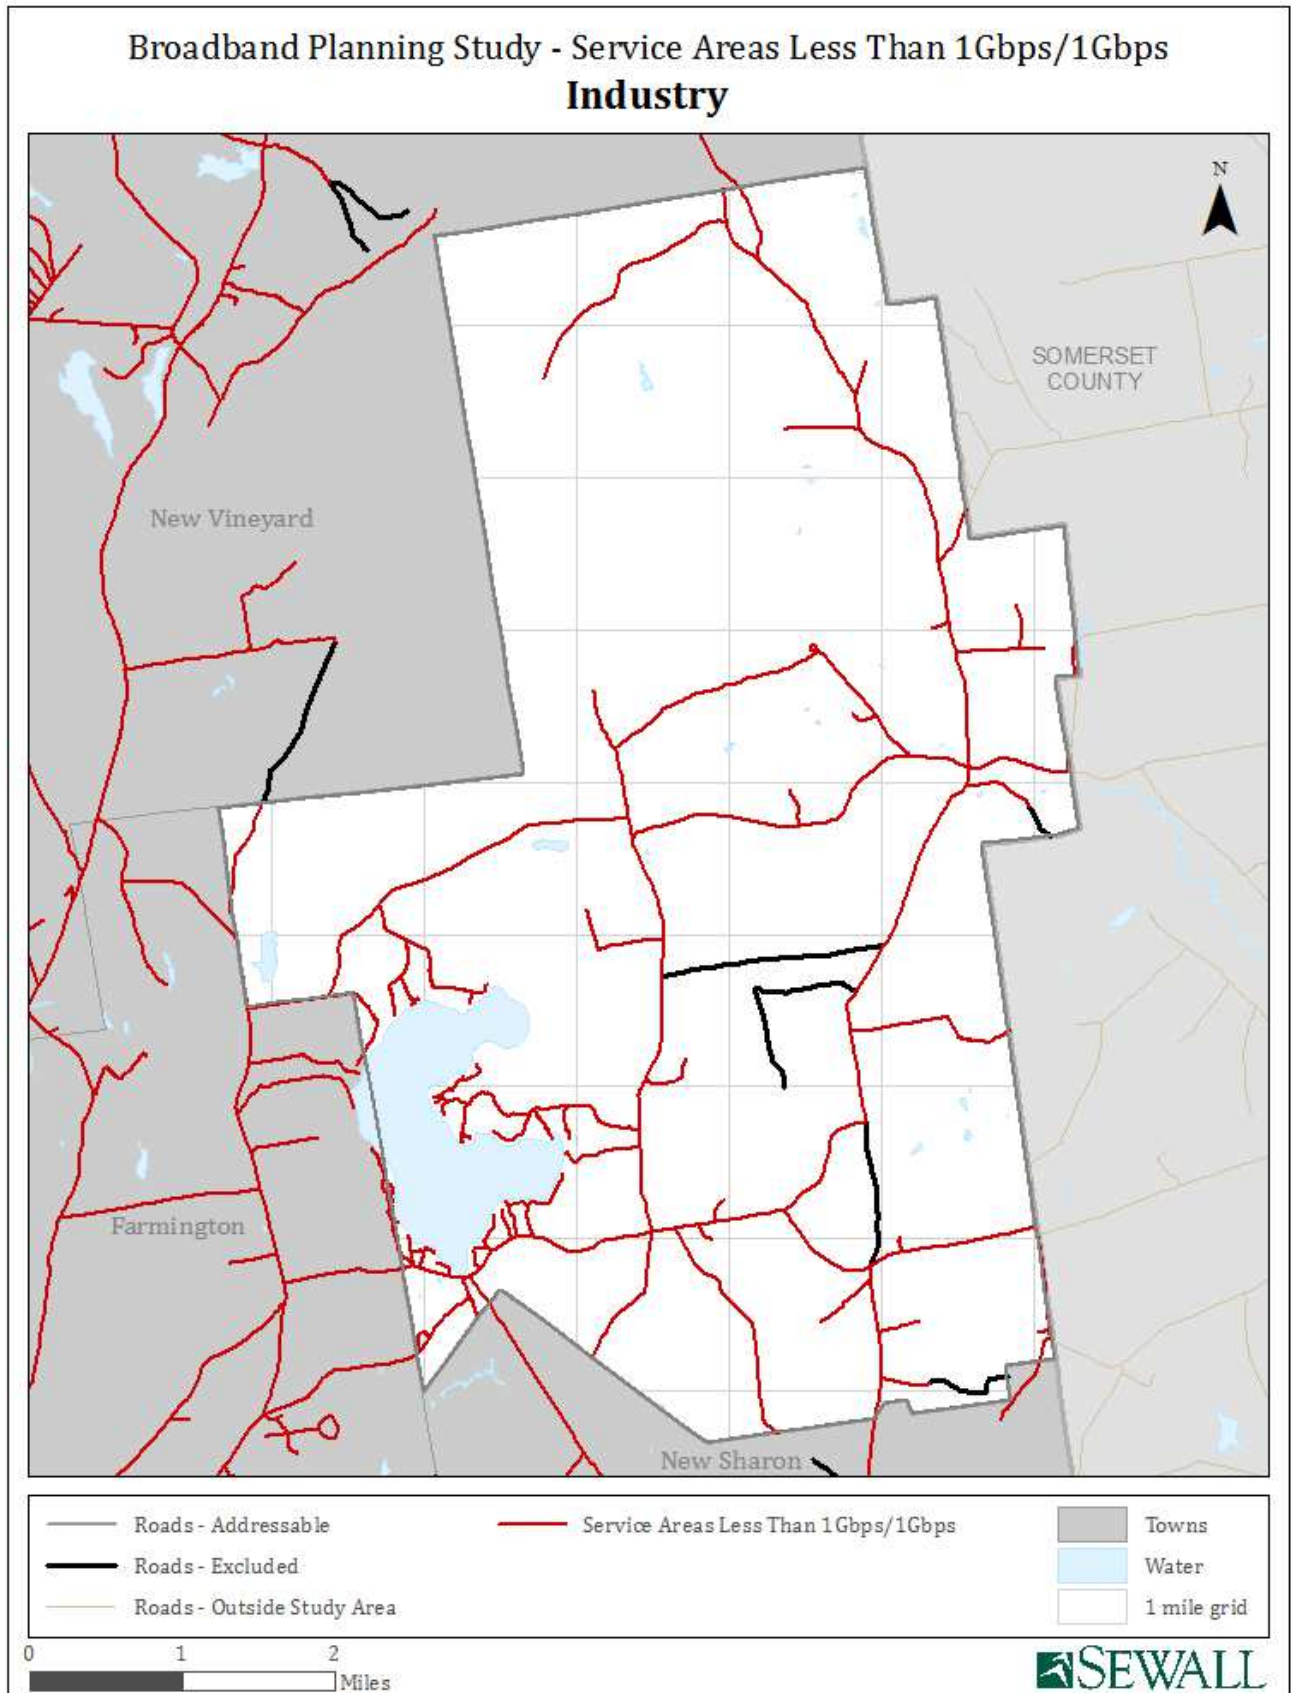 Broadband Planning Study - Service Areas Less Than 1Gbps/1Gbps
Industry
N
SOMERSET
COUNTY
New Vineyard
Farmington
New Sharon
Roads - Addressable
Service Areas Less Than 1Gbps/1Gbps
Towns
Roads - Excluded
Water
Roads - Outside Study Area
1 mile grid
0 1 2
Miles
SEWALL